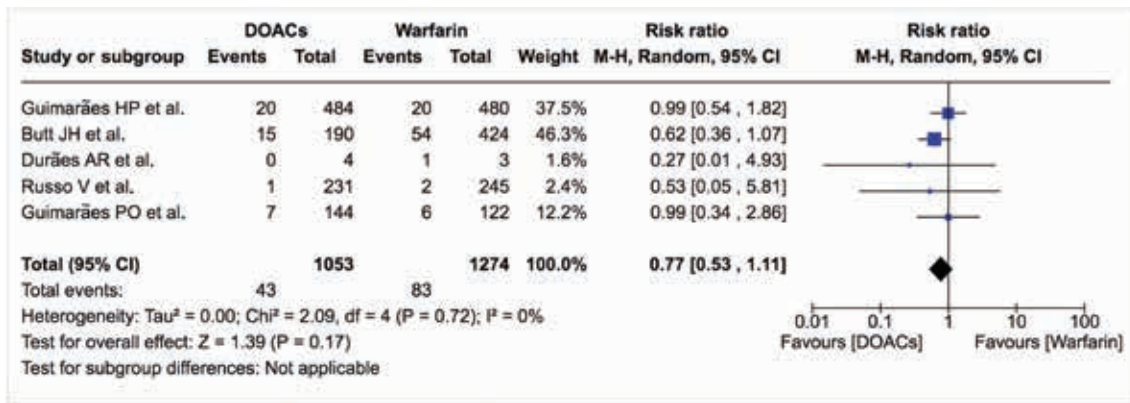 DOACs Warfarin Risk ratio Risk ratio
Study or subgroup Events Total Events Total Weight M-H, Random, 95% CI M-H, Random, 95% CI
Guimarães HP et al. 20 484 20 480 37.5% 0.99 [0.54 , 1.82]
Butt JH et al. 15 190 54 424 46.3% 0.62 [0.36 , 1.07]
Durães AR et al. 0 4 1 3 1.6% 0.27 [0.01 , 4.93]
Russo V et al. 1 231 2 245 2.4% 0.53 [0.05 , 5.81]
Guimarães PO et al. 7 144 6 122 12.2% 0.99 [0.34 , 2.86]
Total (95% CI) 1053 1274 100.0% 0.77 [0.53 , 1.11]
Total events: 43 83
Heterogeneity: Tau² = 0.00; Chi² = 2.09, df = 4 (P = 0.72); I² = 0%
Test for overall effect: Z = 1.39 (P = 0.17)
Test for subgroup differences: Not applicable
0.01 0.1 1 10 100
Favours [DOACs] Favours [Warfarin]